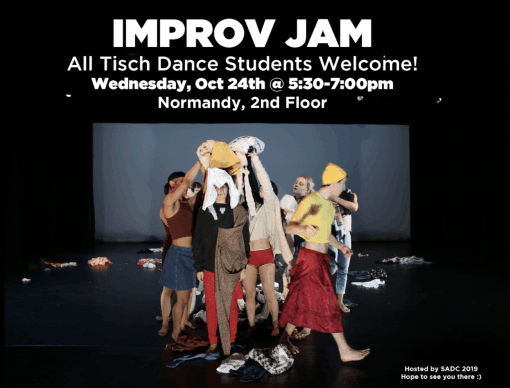 IMPROV JAM
All Tisch Dance Students Welcome!
Wednesday, Oct 24th @ 5:30-7:00pm
Normandy, 2nd Floor
Hosted by SADC 2019
Hope to see you there :)